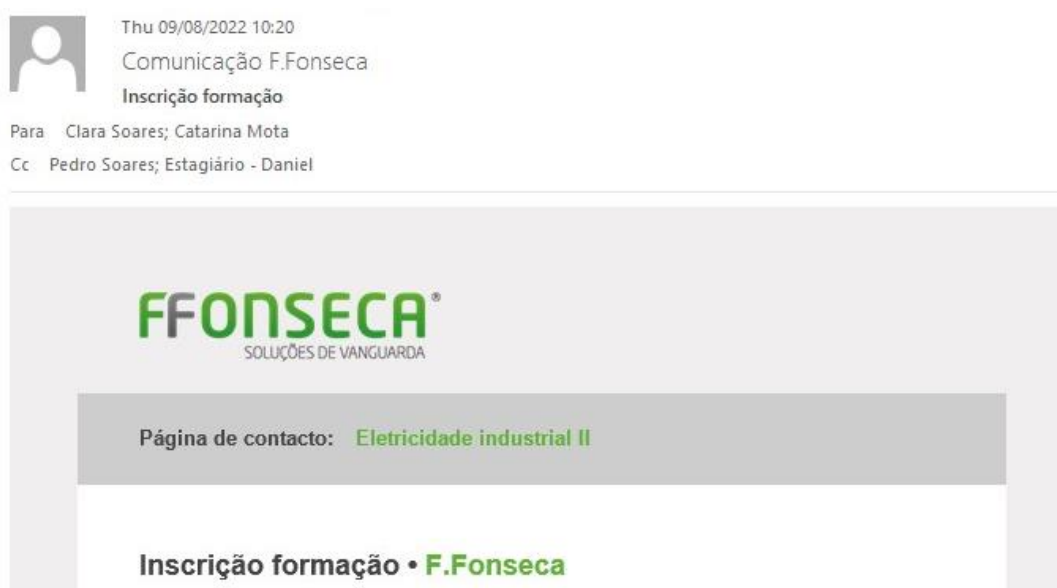 Thu 09/08/2022 10:20
Comunicação F.Fonseca
Inscrição formação
Para Clara Soares; Catarina Mota
Cc Pedro Soares; Estagiário - Daniel
FFONSECA®
SOLUÇÕES DE VANGUARDA
Página de contacto: Eletricidade industrial II
Inscrição formação • F.Fonseca